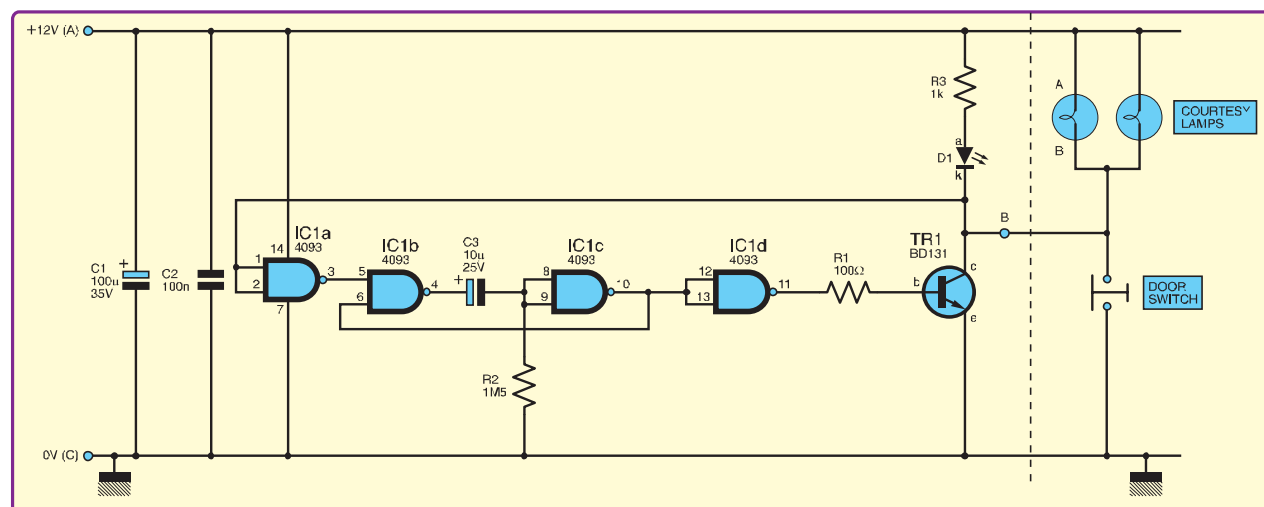 +12V (A)
R3
1k
A
B
COURTESY
LAMPS
a
D1
k
B
IC1a
4093
14
1
2
3
7
IC1b
4093
5
6
4
C3
10u
25V
+
IC1c
4093
8
9
10
IC1d
4093
12
13
11
R1
100Ω
TR1
BD131
c
b
e
DOOR
SWITCH
C1
100u
35V
+
C2
100n
R2
1M5
0V (C)